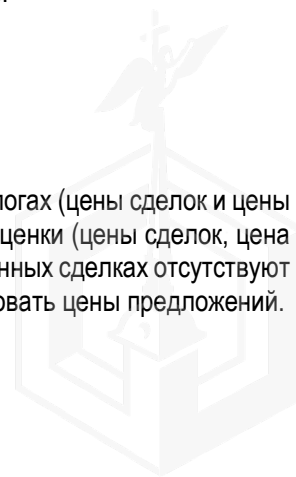 логах (цены сделок и цены
ценки (цены сделок, цена
нных сделках отсутствуют
овать цены предложений.